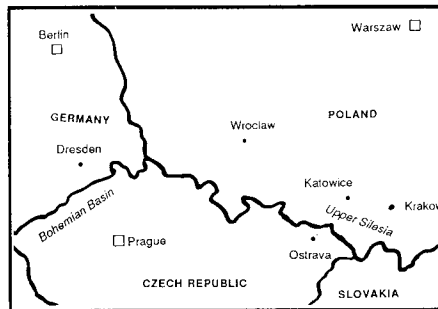 Warszaw
Berlin
GERMANY
POLAND
Wroclaw
Dresden
Katowice
Krakow
Upper Silesia
Bohemian Basin
Prague
Ostrava
CZECH REPUBLIC
SLOVAKIA